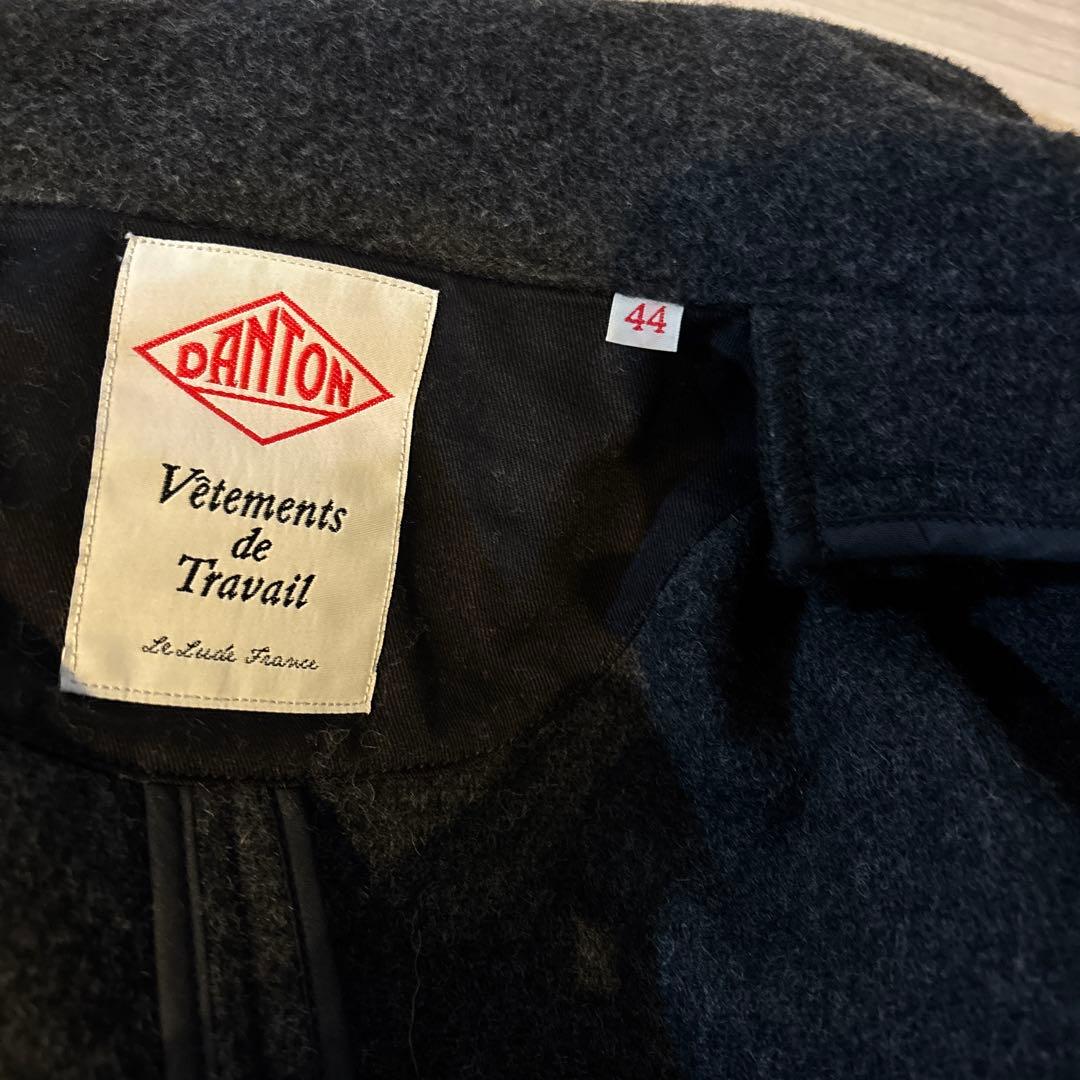 DANTON
44
Vêtements
de
Travail
Le Lude France